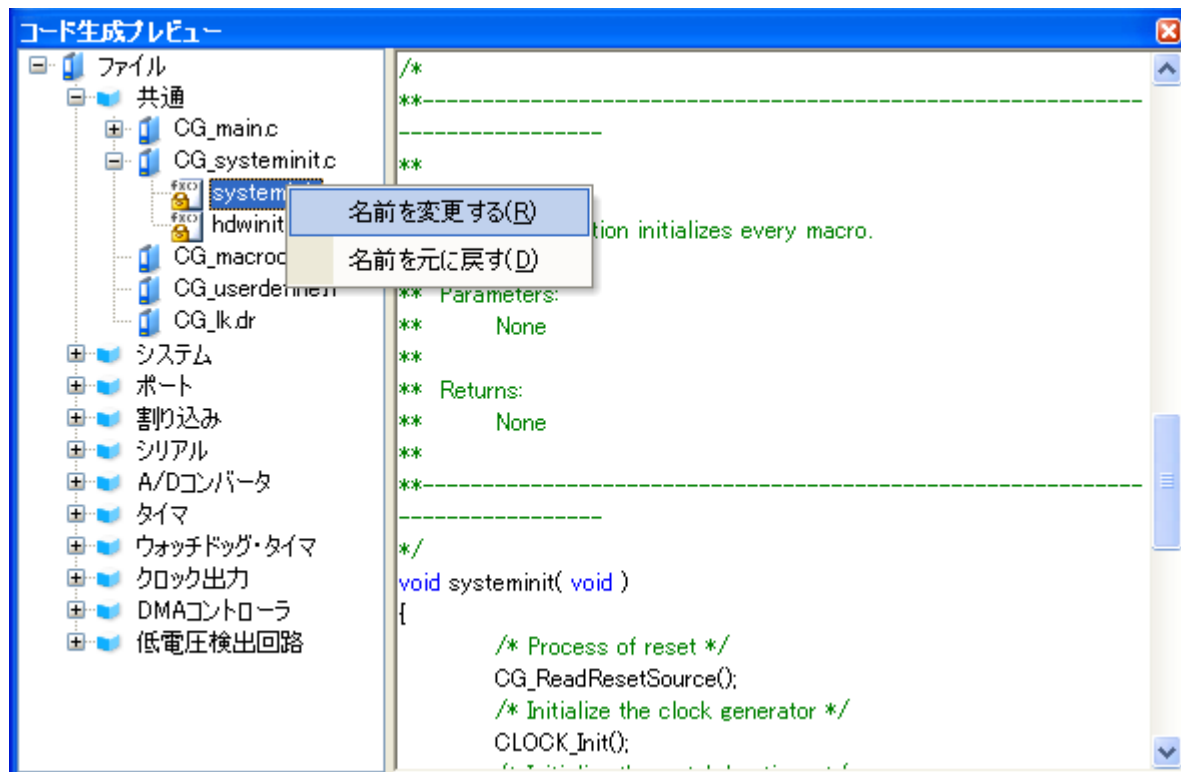 コード生成プレビュー
ファイル
共通
CG_main.c
CG_systeminit.c
system
hdwinit
CG_macro
CG_userdefine.h
CG_lk.dr
システム
ポート
割り込み
シリアル
A/Dコンバータ
タイマ
ウォッチドッグ・タイマ
クロック出力
DMAコントローラ
低電圧検出回路
名前を変更する(R)
名前を元に戻す(D)
/*
**------------------------------------------------------------
-----------------
**
tion initializes every macro.
** Parameters:
** None
**
** Returns:
** None
**
**------------------------------------------------------------
-----------------
*/
void systeminit( void )
{
/* Process of reset */
CG_ReadResetSource();
/* Initialize the clock generator */
CLOCK_Init();